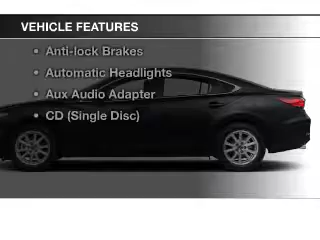 VEHICLE FEATURES
• Anti-lock Brakes
• Automatic Headlights
• Aux Audio Adapter
• CD (Single Disc)